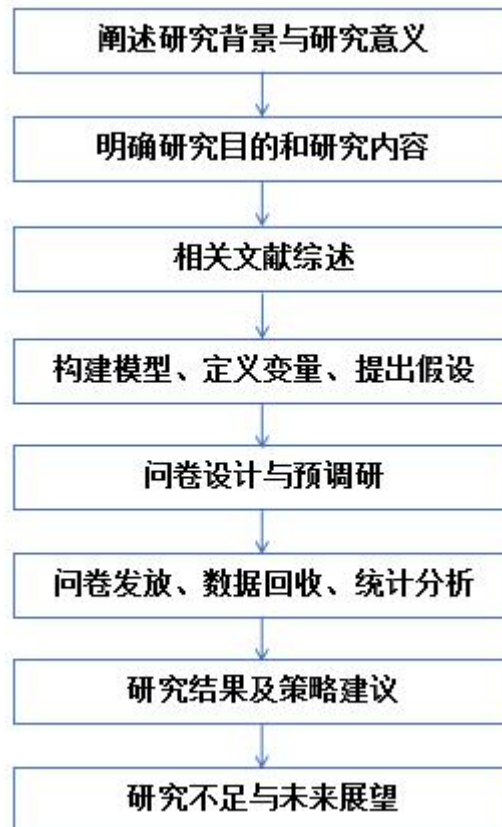 阐述研究背景与研究意义
明确研究目的和研究内容
相关文献综述
构建模型、定义变量、提出假设
问卷设计与预调研
问卷发放、数据回收、统计分析
研究结果及策略建议
研究不足与未来展望